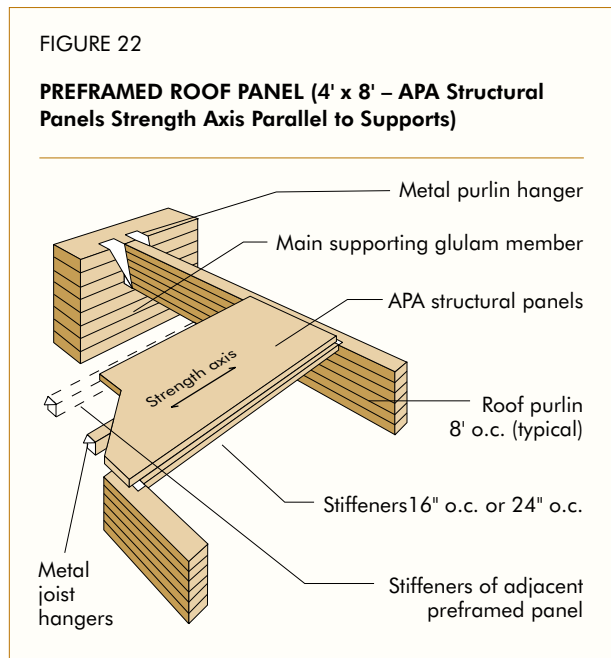 FIGURE 22
PREFRAMED ROOF PANEL (4' x 8' – APA Structural
Panels Strength Axis Parallel to Supports)
Metal purlin hanger
Main supporting glulam member
APA structural panels
Strength axis
Roof purlin
8' o.c. (typical)
Stiffeners16" o.c. or 24" o.c.
Metal
joist
hangers
Stiffeners of adjacent
preframed panel